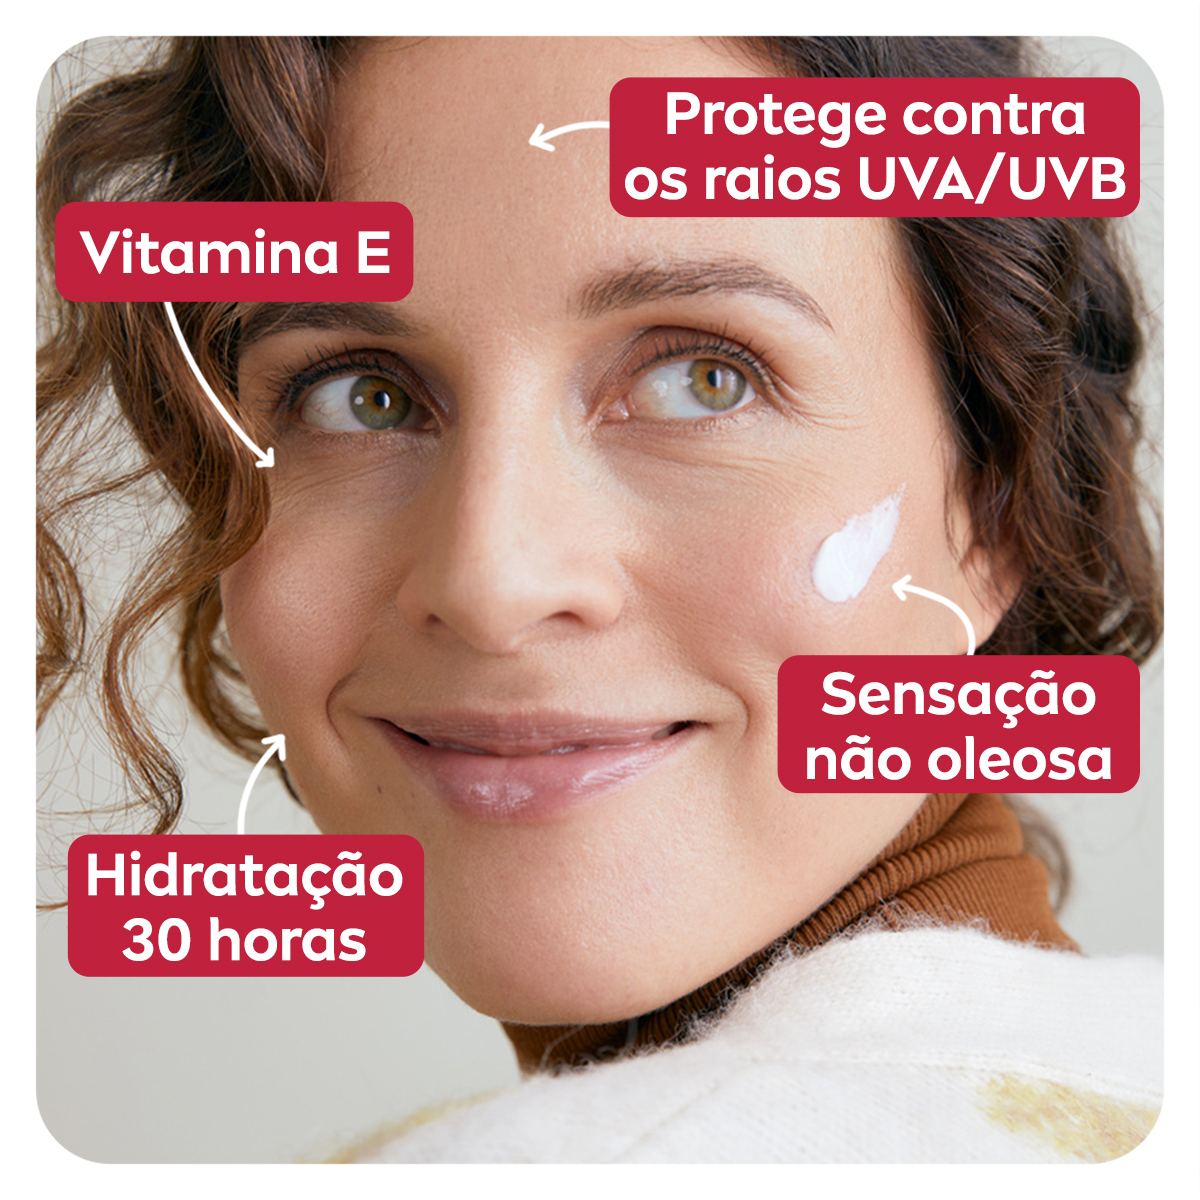 Protege contra
os raios UVA/UVB
Vitamina E
Sensação
não oleosa
Hidratação
30 horas